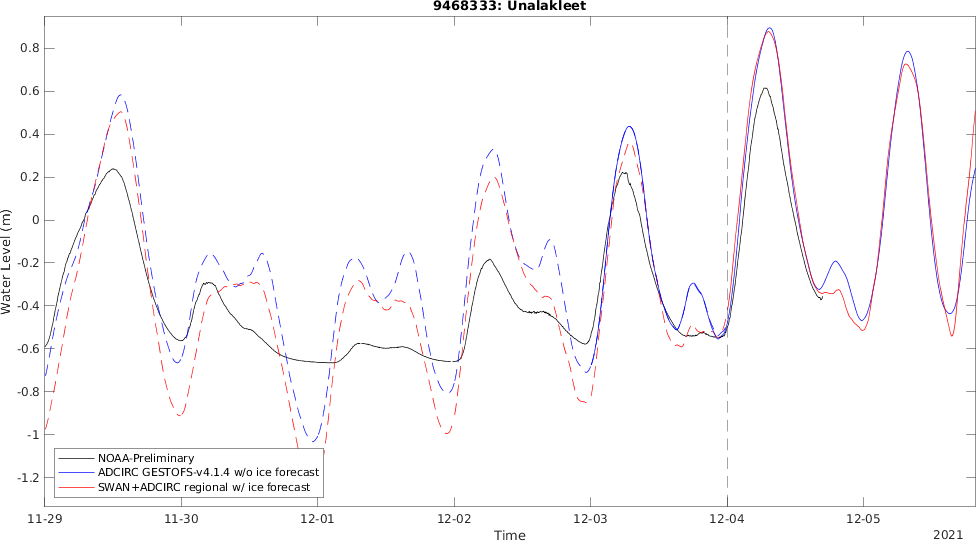 9468333: Unalakleet
0.8
0.6
0.4
0.2
0
-0.2
-0.4
-0.6
-0.8
-1
-1.2
Water Level (m)
NOAA-Preliminary
ADCIRC GESTOFS-v4.1.4 w/o ice forecast
SWAN+ADCIRC regional w/ ice forecast
11-29 11-30 12-01 12-02 12-03 12-04 12-05
Time
2021